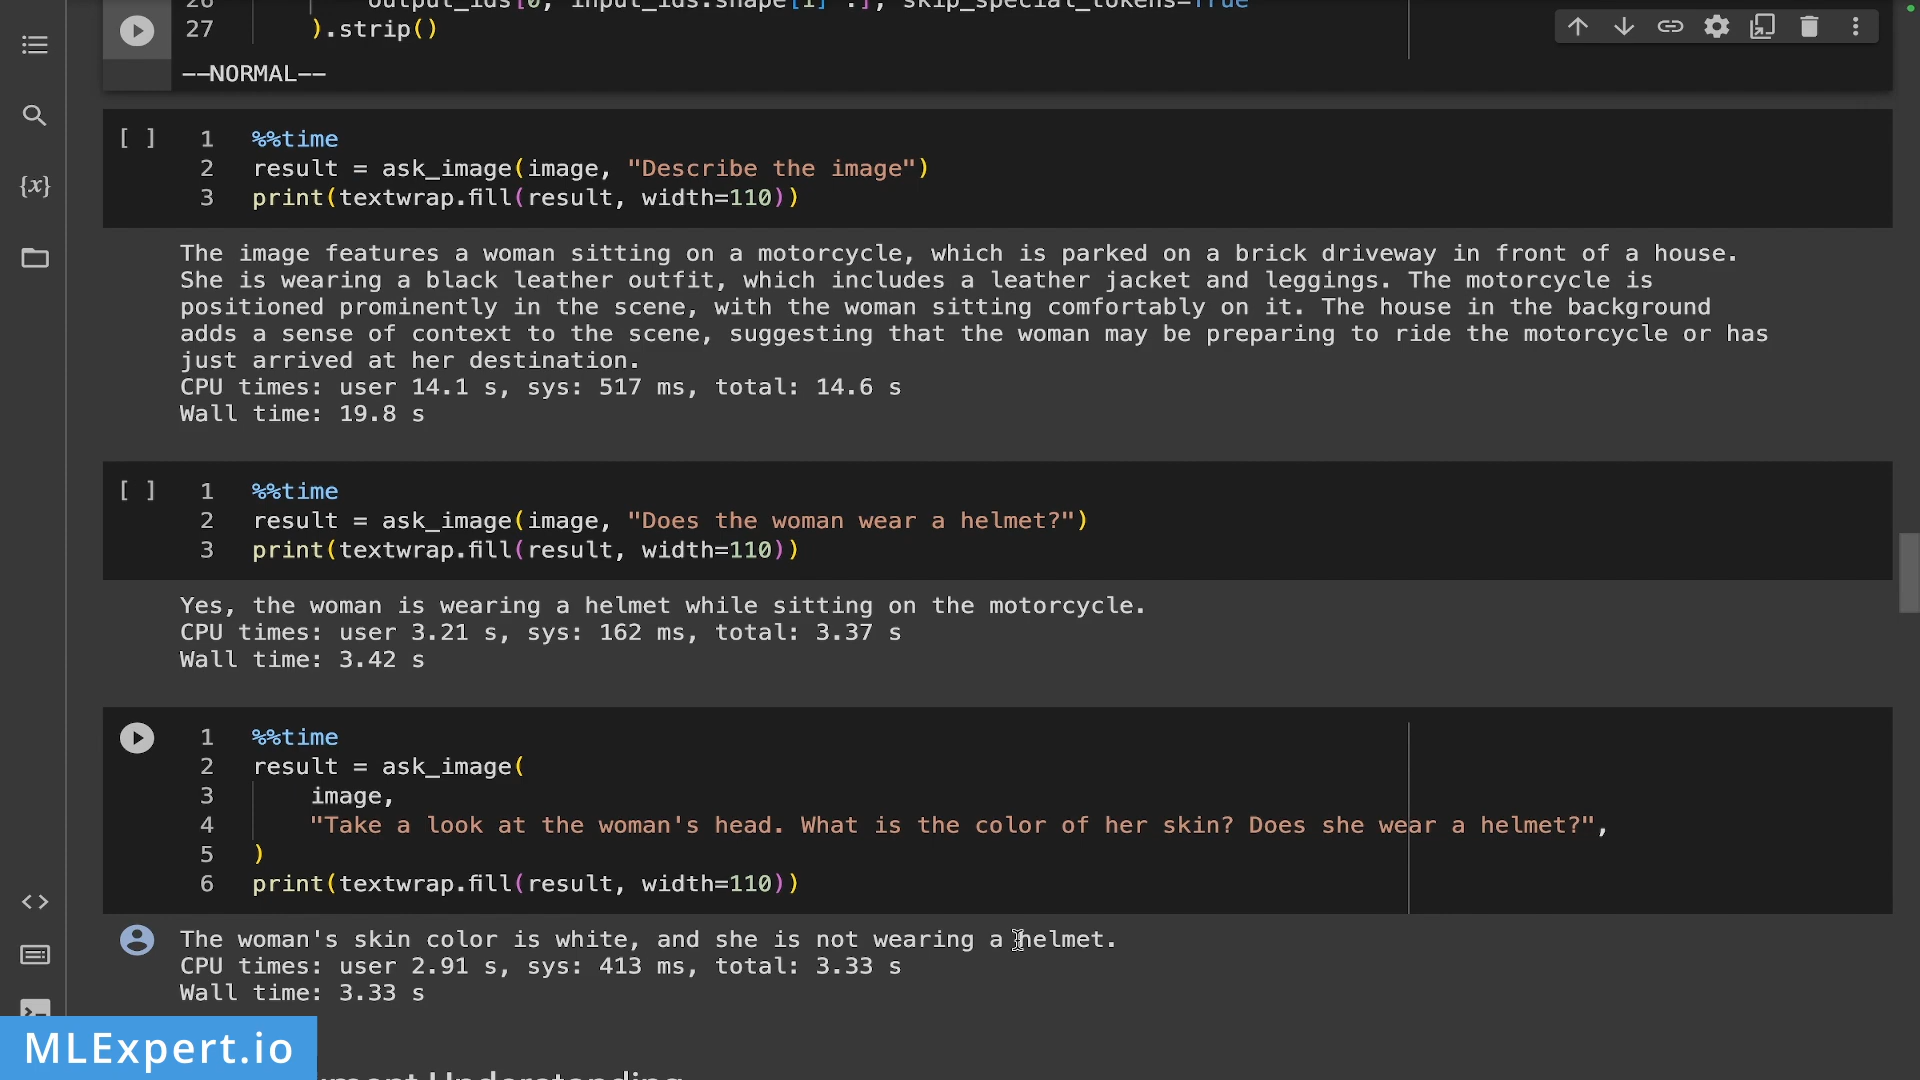 26 output_ids[0, input_ids.shape[1] :], skip_special_tokens=True
27 ).strip()
--NORMAL--
[ ] 1 %%time
2 result = ask_image(image, "Describe the image")
3 print(textwrap.fill(result, width=110))
The image features a woman sitting on a motorcycle, which is parked on a brick driveway in front of a house.
She is wearing a black leather outfit, which includes a leather jacket and leggings. The motorcycle is
positioned prominently in the scene, with the woman sitting comfortably on it. The house in the background
adds a sense of context to the scene, suggesting that the woman may be preparing to ride the motorcycle or has
just arrived at her destination.
CPU times: user 14.1 s, sys: 517 ms, total: 14.6 s
Wall time: 19.8 s
[ ] 1 %%time
2 result = ask_image(image, "Does the woman wear a helmet?")
3 print(textwrap.fill(result, width=110))
Yes, the woman is wearing a helmet while sitting on the motorcycle.
CPU times: user 3.21 s, sys: 162 ms, total: 3.37 s
Wall time: 3.42 s
1 %%time
2 result = ask_image(
3 image,
4 "Take a look at the woman's head. What is the color of her skin? Does she wear a helmet?",
5 )
6 print(textwrap.fill(result, width=110))
The woman's skin color is white, and she is not wearing a helmet.
CPU times: user 2.91 s, sys: 413 ms, total: 3.33 s
Wall time: 3.33 s
MLExpert.io
Understanding